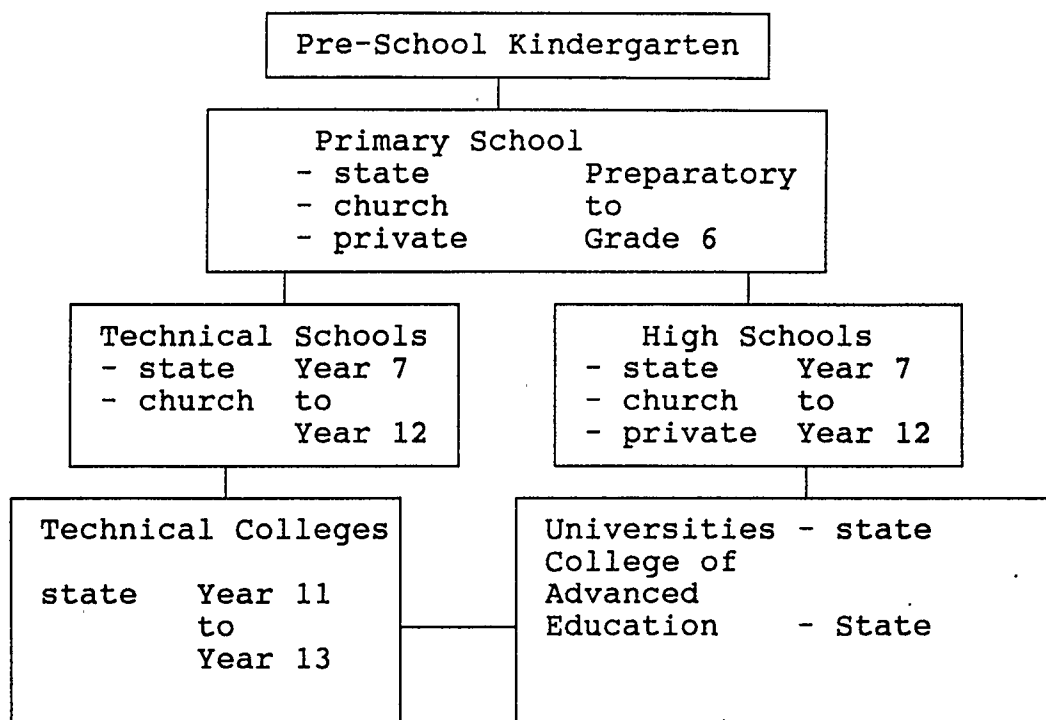 Pre-School Kindergarten
Primary School
- state Preparatory
- church to
- private Grade 6
Technical Schools
- state Year 7
- church to
Year 12
High Schools
- state Year 7
- church to
- private Year 12
Technical Colleges
state Year 11
to
Year 13
Universities - state
College of
Advanced
Education - State